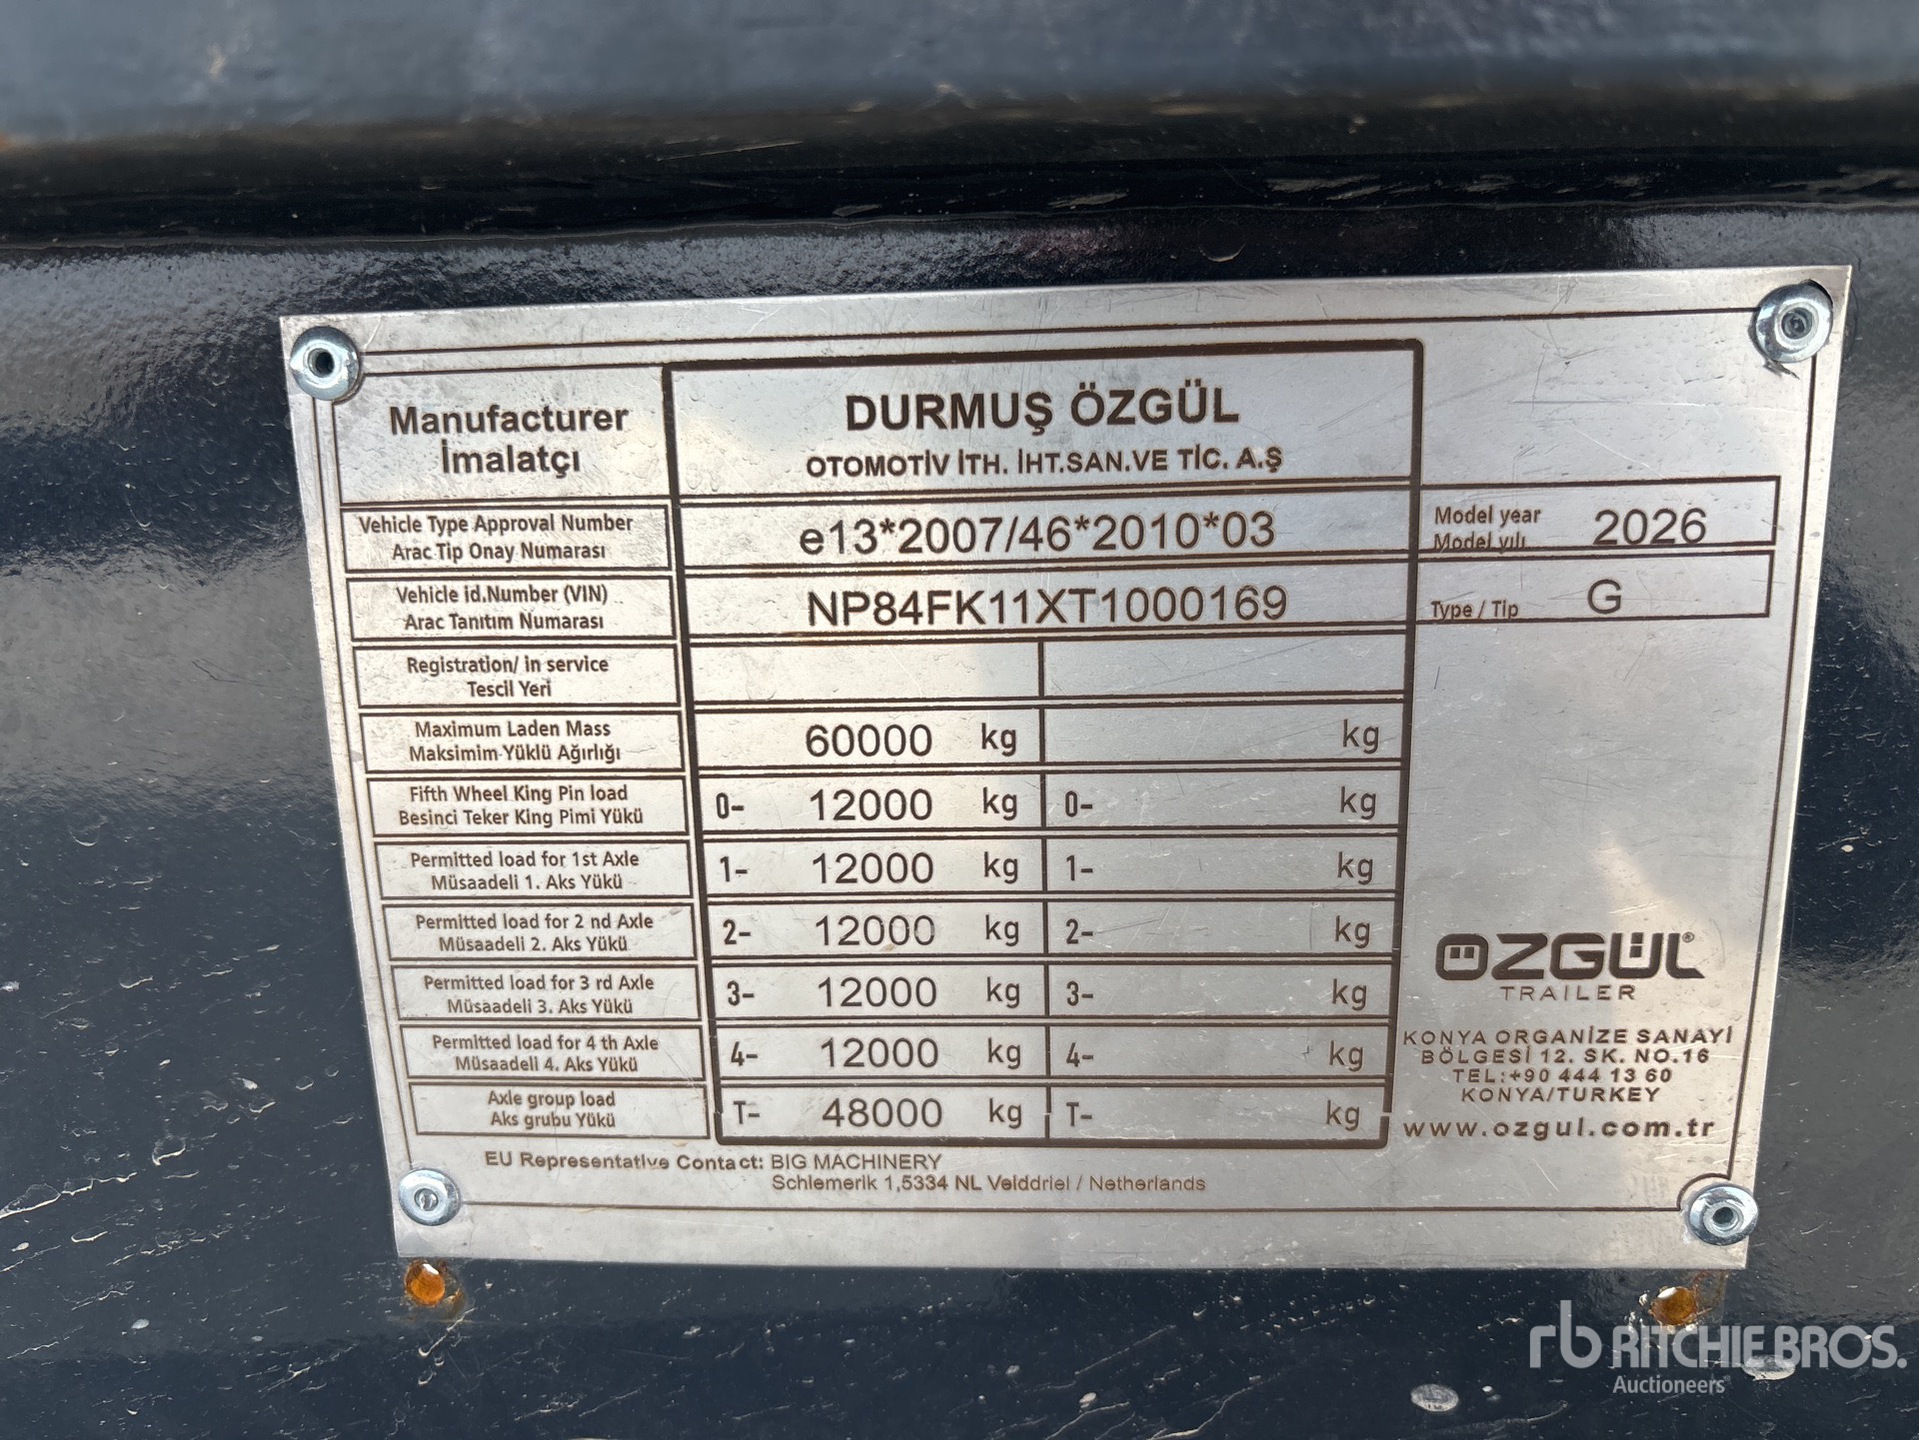 Manufacturer
İmalatçı
DURMUŞ ÖZGÜL
OTOMOTİV İTH. İHT.SAN.VE TİC. A.Ş
Vehicle Type Approval Number
Arac Tip Onay Numarası
e13*2007/46*2010*03
Model year
Model yılı
2026
Vehicle id.Number (VIN)
Arac Tanıtım Numarası
NP84FK11XT1000169
Type / Tip G
Registration/ in service
Tescil Yeri
Maximum Laden Mass
Maksimim Yüklü Ağırlığı
60000 kg kg
Fifth Wheel King Pin load
Besinci Teker King Pimi Yükü
0- 12000 kg 0- kg
Permitted load for 1st Axle
Müsaadeli 1. Aks Yükü
1- 12000 kg 1- kg
Permitted load for 2 nd Axle
Müsaadeli 2. Aks Yükü
2- 12000 kg 2- kg
Permitted load for 3 rd Axle
Müsaadeli 3. Aks Yükü
3- 12000 kg 3- kg
Permitted load for 4 th Axle
Müsaadeli 4. Aks Yükü
4- 12000 kg 4- kg
Axle group load
Aks grubu Yükü
T- 48000 kg T- kg
ÖZGÜL®
TRAILER
KONYA ORGANİZE SANAYİ
BÖLGESİ 12. SK. NO.16
TEL:+90 444 13 60
KONYA/TURKEY
www.ozgul.com.tr
EU Representative Contact: BIG MACHINERY
Schlemerik 1,5334 NL Velddriel / Netherlands
rb RITCHIE BROS.
Auctioneers